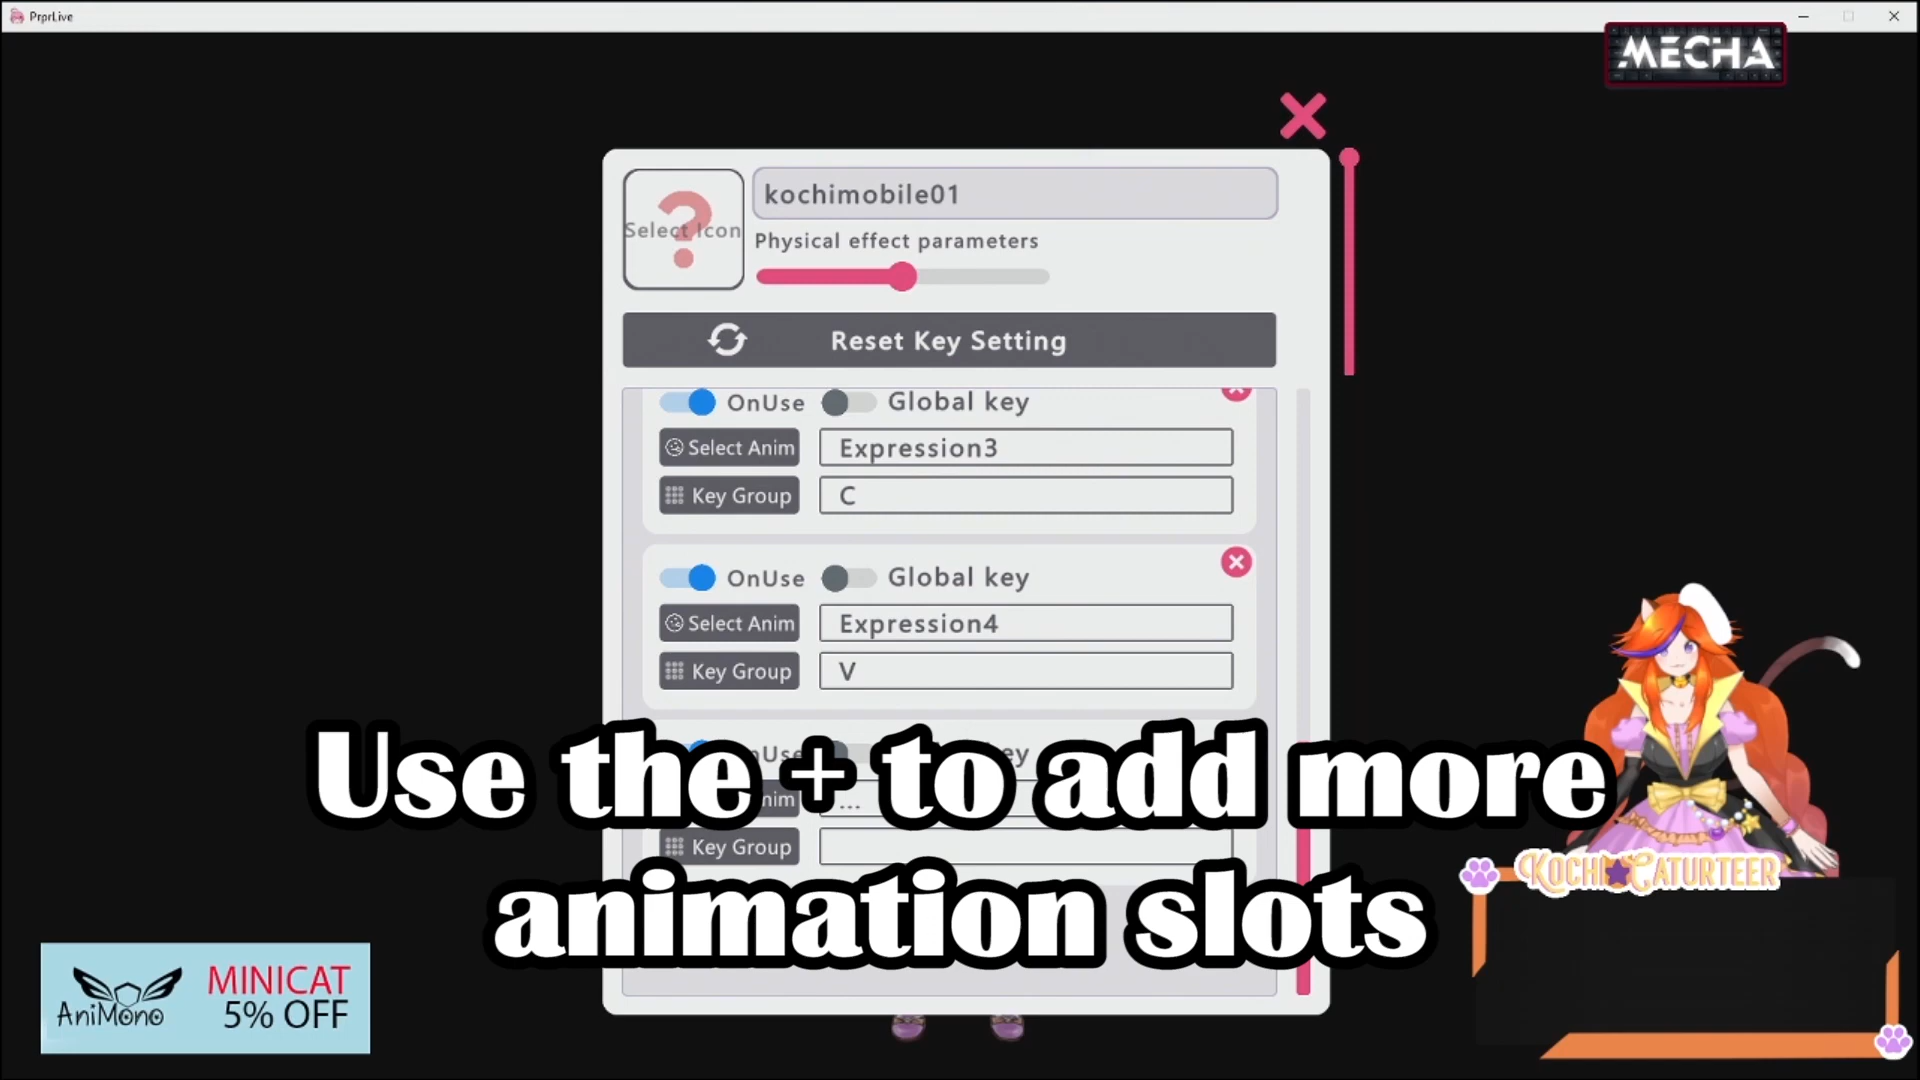 PrprLive
MECHA
kochimobile01
Select Icon
Physical effect parameters
Reset Key Setting
OnUse
Global key
Select Anim
Expression3
Key Group
C
OnUse
Global key
Select Anim
Expression4
Key Group
V
Use the + to add more
...
Key Group
animation slots
KOCHI CATURTEER
AniMono
MINICAT
5% OFF